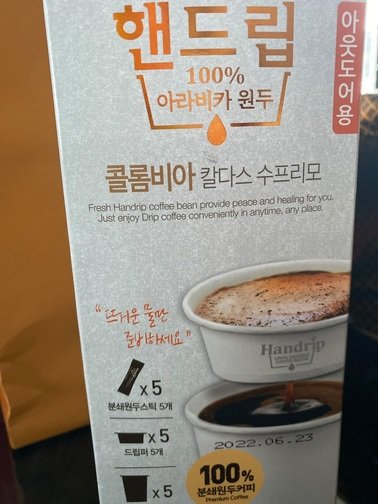 핸드립
아웃도어용
100%
아라비카 원두
콜롬비아 칼다스 수프리모
Fresh Handrip coffee bean provide peace and healing for you.
Just enjoy Drip coffee conveniently in anytime, any place.
"뜨거운 물만
준비하세요"
Handrip
x 5
분쇄원두스틱 5개
x 5
드립퍼 5개
x 5
2022.06.23
100%
분쇄원두커피
Premium Coffee